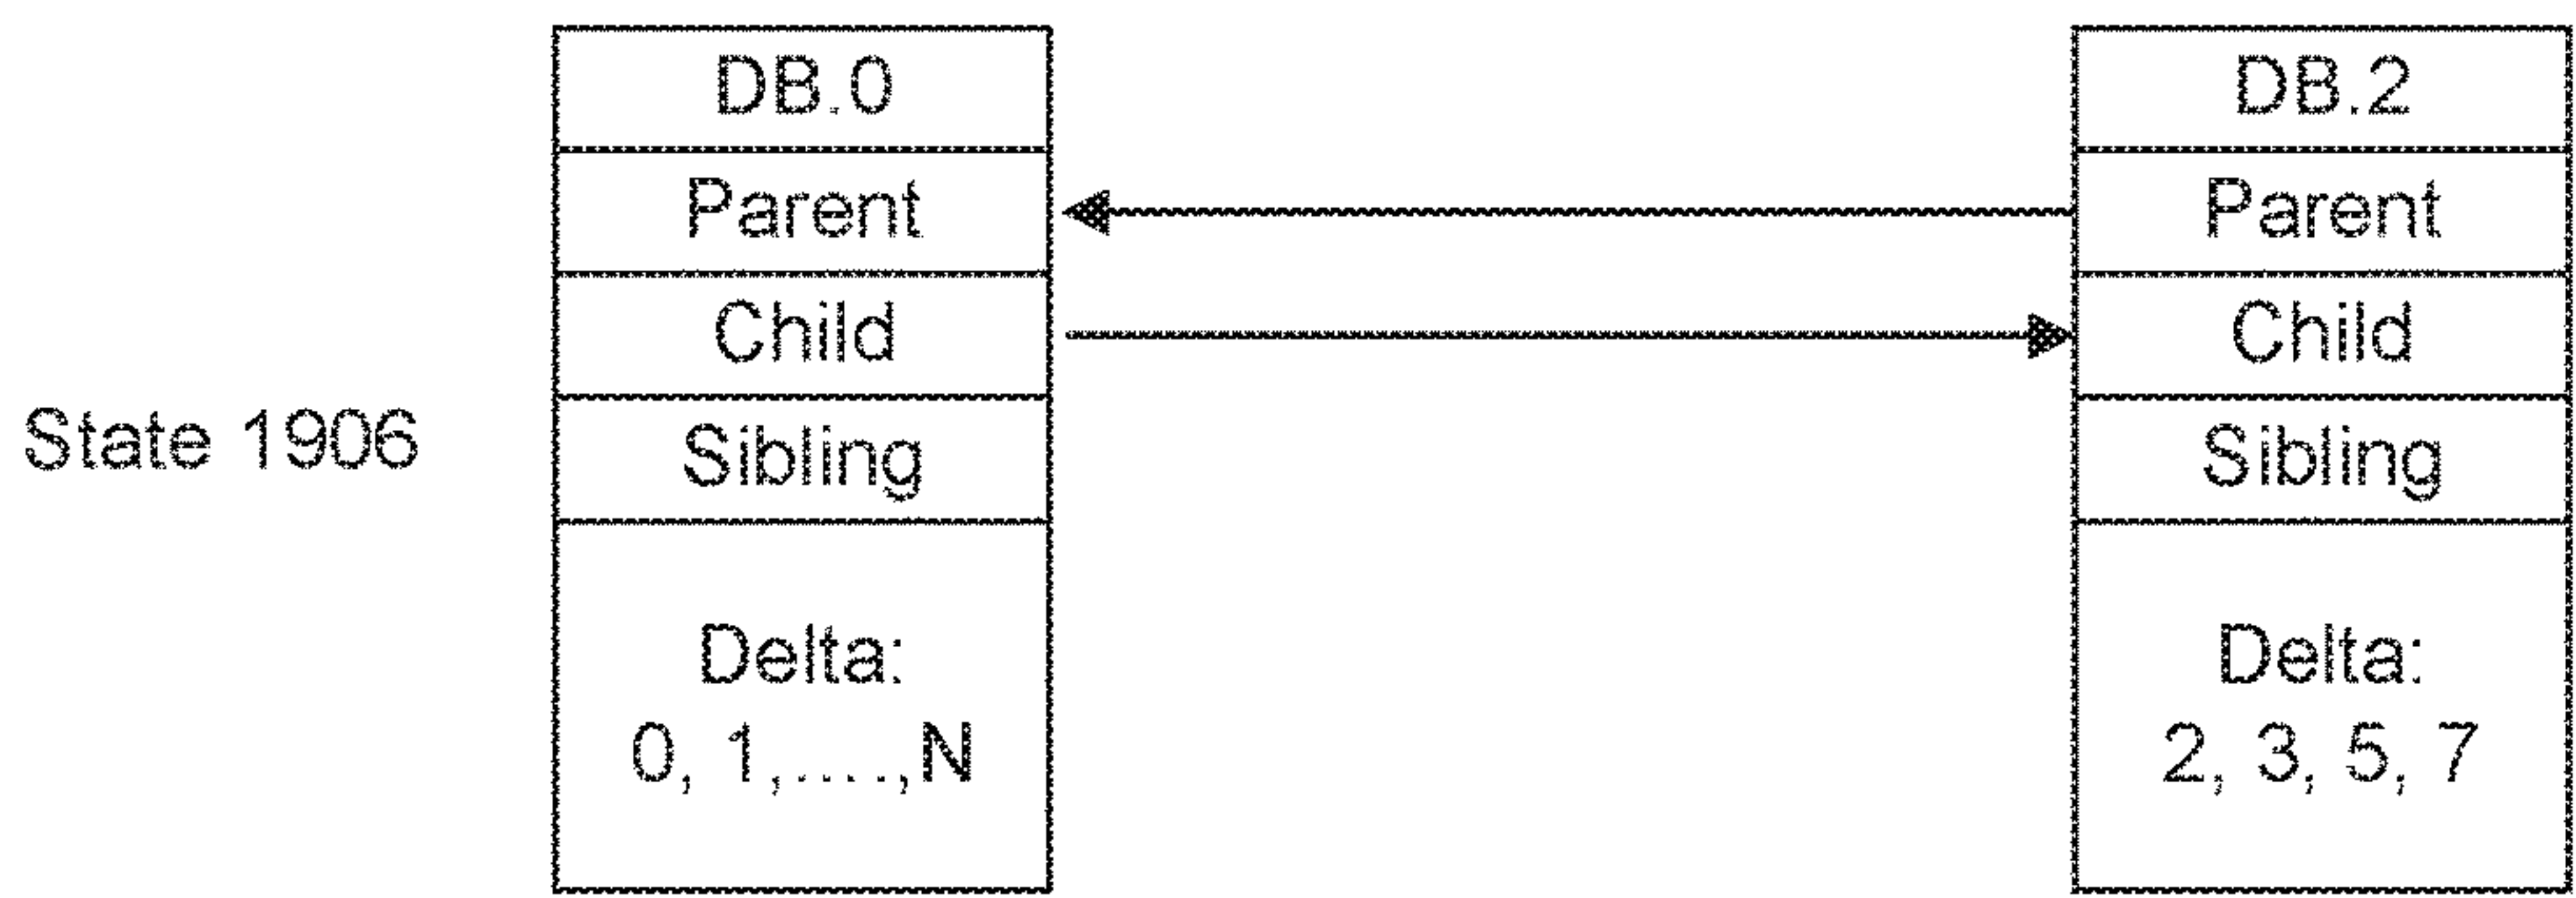 DB.0
Parent
Child
Sibling
Delta:
0, 1,....,N
State 1906
DB.2
Parent
Child
Sibling
Delta:
2, 3, 5, 7